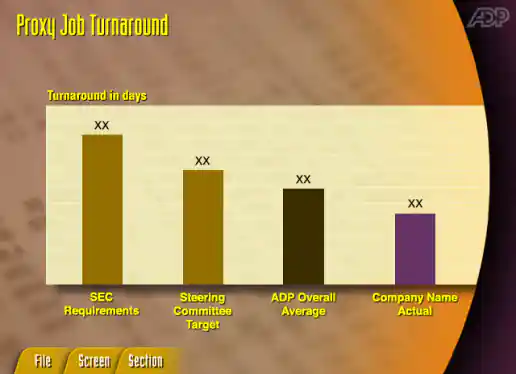 Proxy Job Turnaround
ADP
Turnaround in days
XX
XX
XX
XX
SEC
Requirements
Steering
Committee
Target
ADP Overall
Average
Company Name
Actual
File
Screen
Section